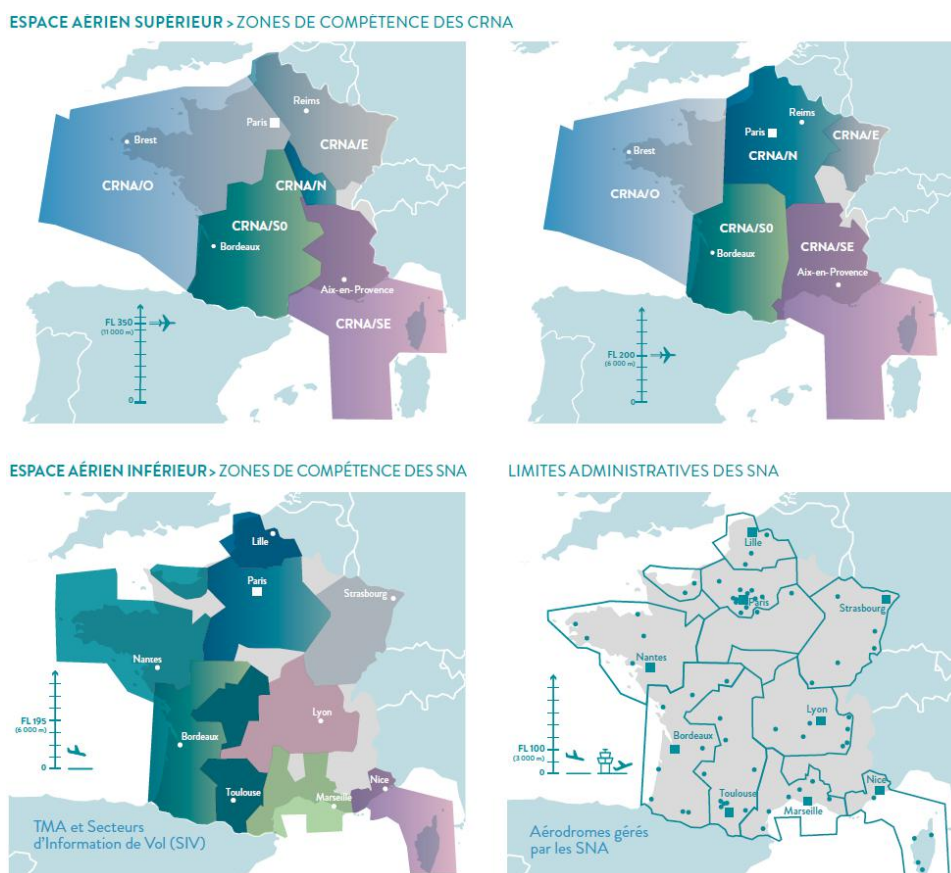 ESPACE AÉRIEN SUPÉRIEUR > ZONES DE COMPÉTENCE DES CRNA
Reims
Paris
Brest
CRNA/E
CRNA/O
CRNA/N
CRNA/S0
Bordeaux
Aix-en-Provence
CRNA/SE
FL 350
(11 000 m)
0
Reims
Paris
CRNA/E
Brest
CRNA/N
CRNA/O
CRNA/S0
CRNA/SE
Bordeaux
Aix-en-Provence
FL 200
(6 000 m)
0
ESPACE AÉRIEN INFÉRIEUR > ZONES DE COMPÉTENCE DES SNA
Lille
Paris
Strasbourg
Nantes
Lyon
FL 195
(6 000 m)
0
Bordeaux
Nice
Toulouse
Marseille
TMA et Secteurs
d'Information de Vol (SIV)
LIMITES ADMINISTRATIVES DES SNA
Lille
Paris
Strasbourg
Nantes
Lyon
Bordeaux
FL 100
(3 000 m)
0
Nice
Toulouse
Marseille
Aérodromes gérés
par les SNA